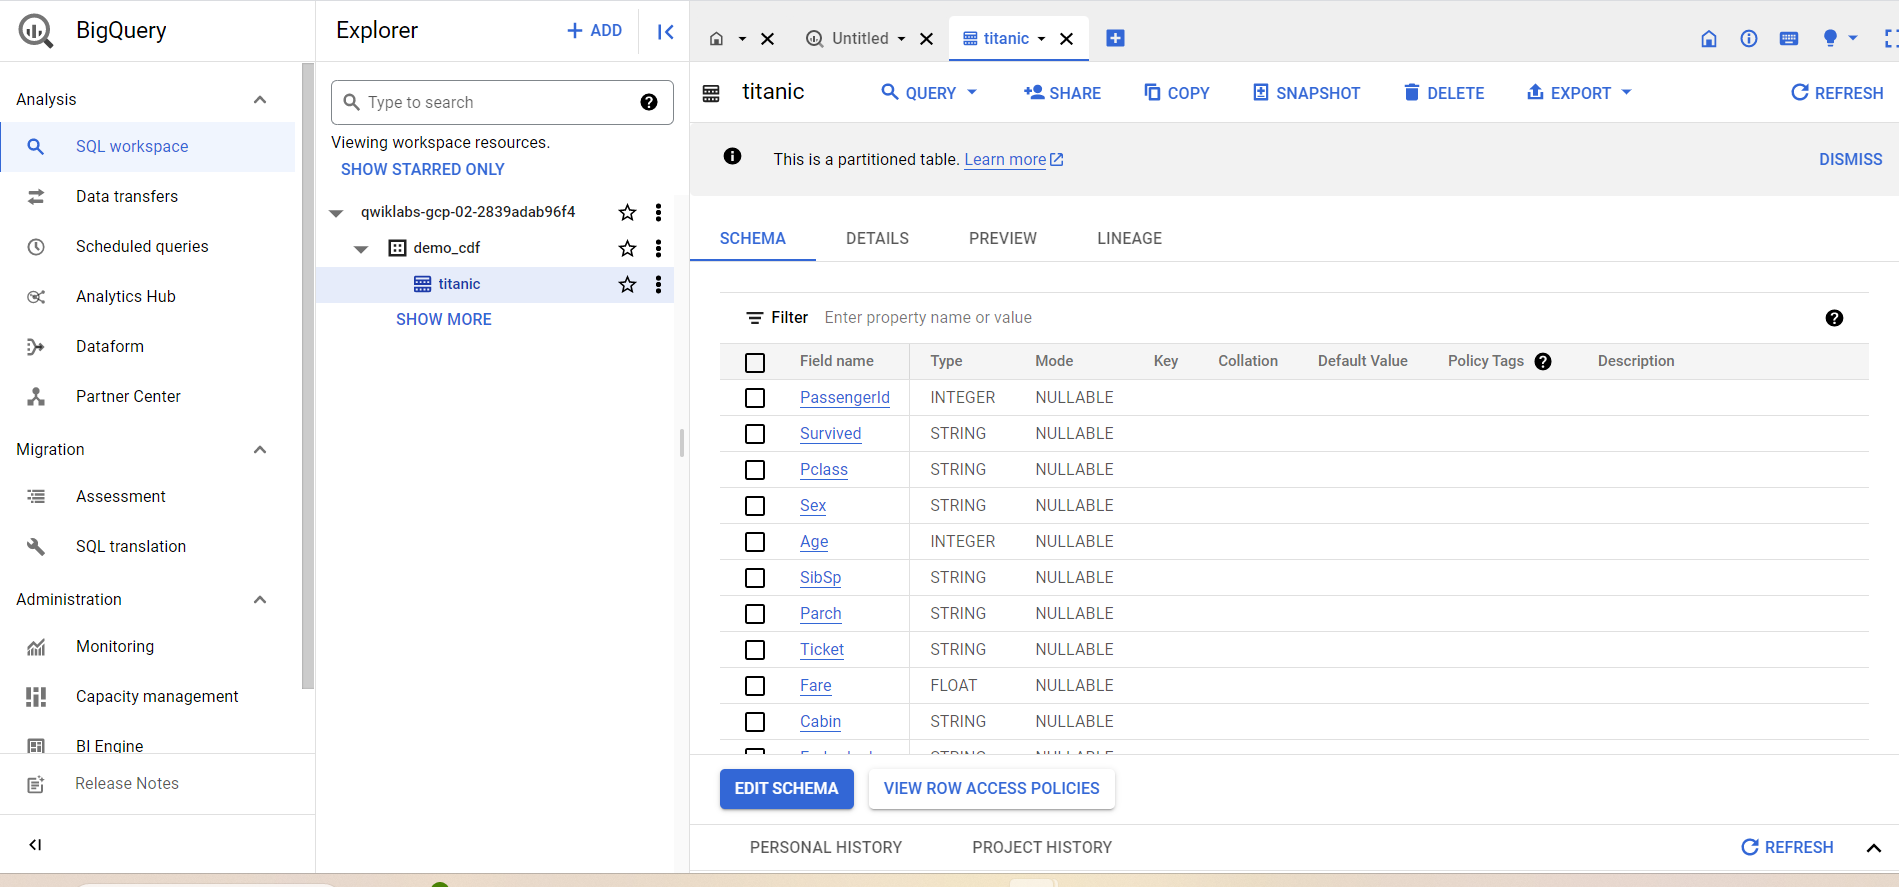 BigQuery
Analysis
SQL workspace
Data transfers
Scheduled queries
Analytics Hub
Dataform
Partner Center
Migration
Assessment
SQL translation
Administration
Monitoring
Capacity management
BI Engine
Release Notes
Explorer
ADD
Type to search
Viewing workspace resources.
SHOW STARRED ONLY
qwiklabs-gcp-02-2839adab96f4
demo_cdf
titanic
SHOW MORE
Untitled
titanic
titanic
QUERY
SHARE
COPY
SNAPSHOT
DELETE
EXPORT
REFRESH
This is a partitioned table. Learn more
DISMISS
SCHEMA DETAILS PREVIEW LINEAGE
Filter Enter property name or value
Field name Type Mode Key Collation Default Value Policy Tags Description
PassengerId INTEGER NULLABLE
Survived STRING NULLABLE
Pclass STRING NULLABLE
Sex STRING NULLABLE
Age INTEGER NULLABLE
SibSp STRING NULLABLE
Parch STRING NULLABLE
Ticket STRING NULLABLE
Fare FLOAT NULLABLE
Cabin STRING NULLABLE
EDIT SCHEMA
VIEW ROW ACCESS POLICIES
PERSONAL HISTORY PROJECT HISTORY
REFRESH